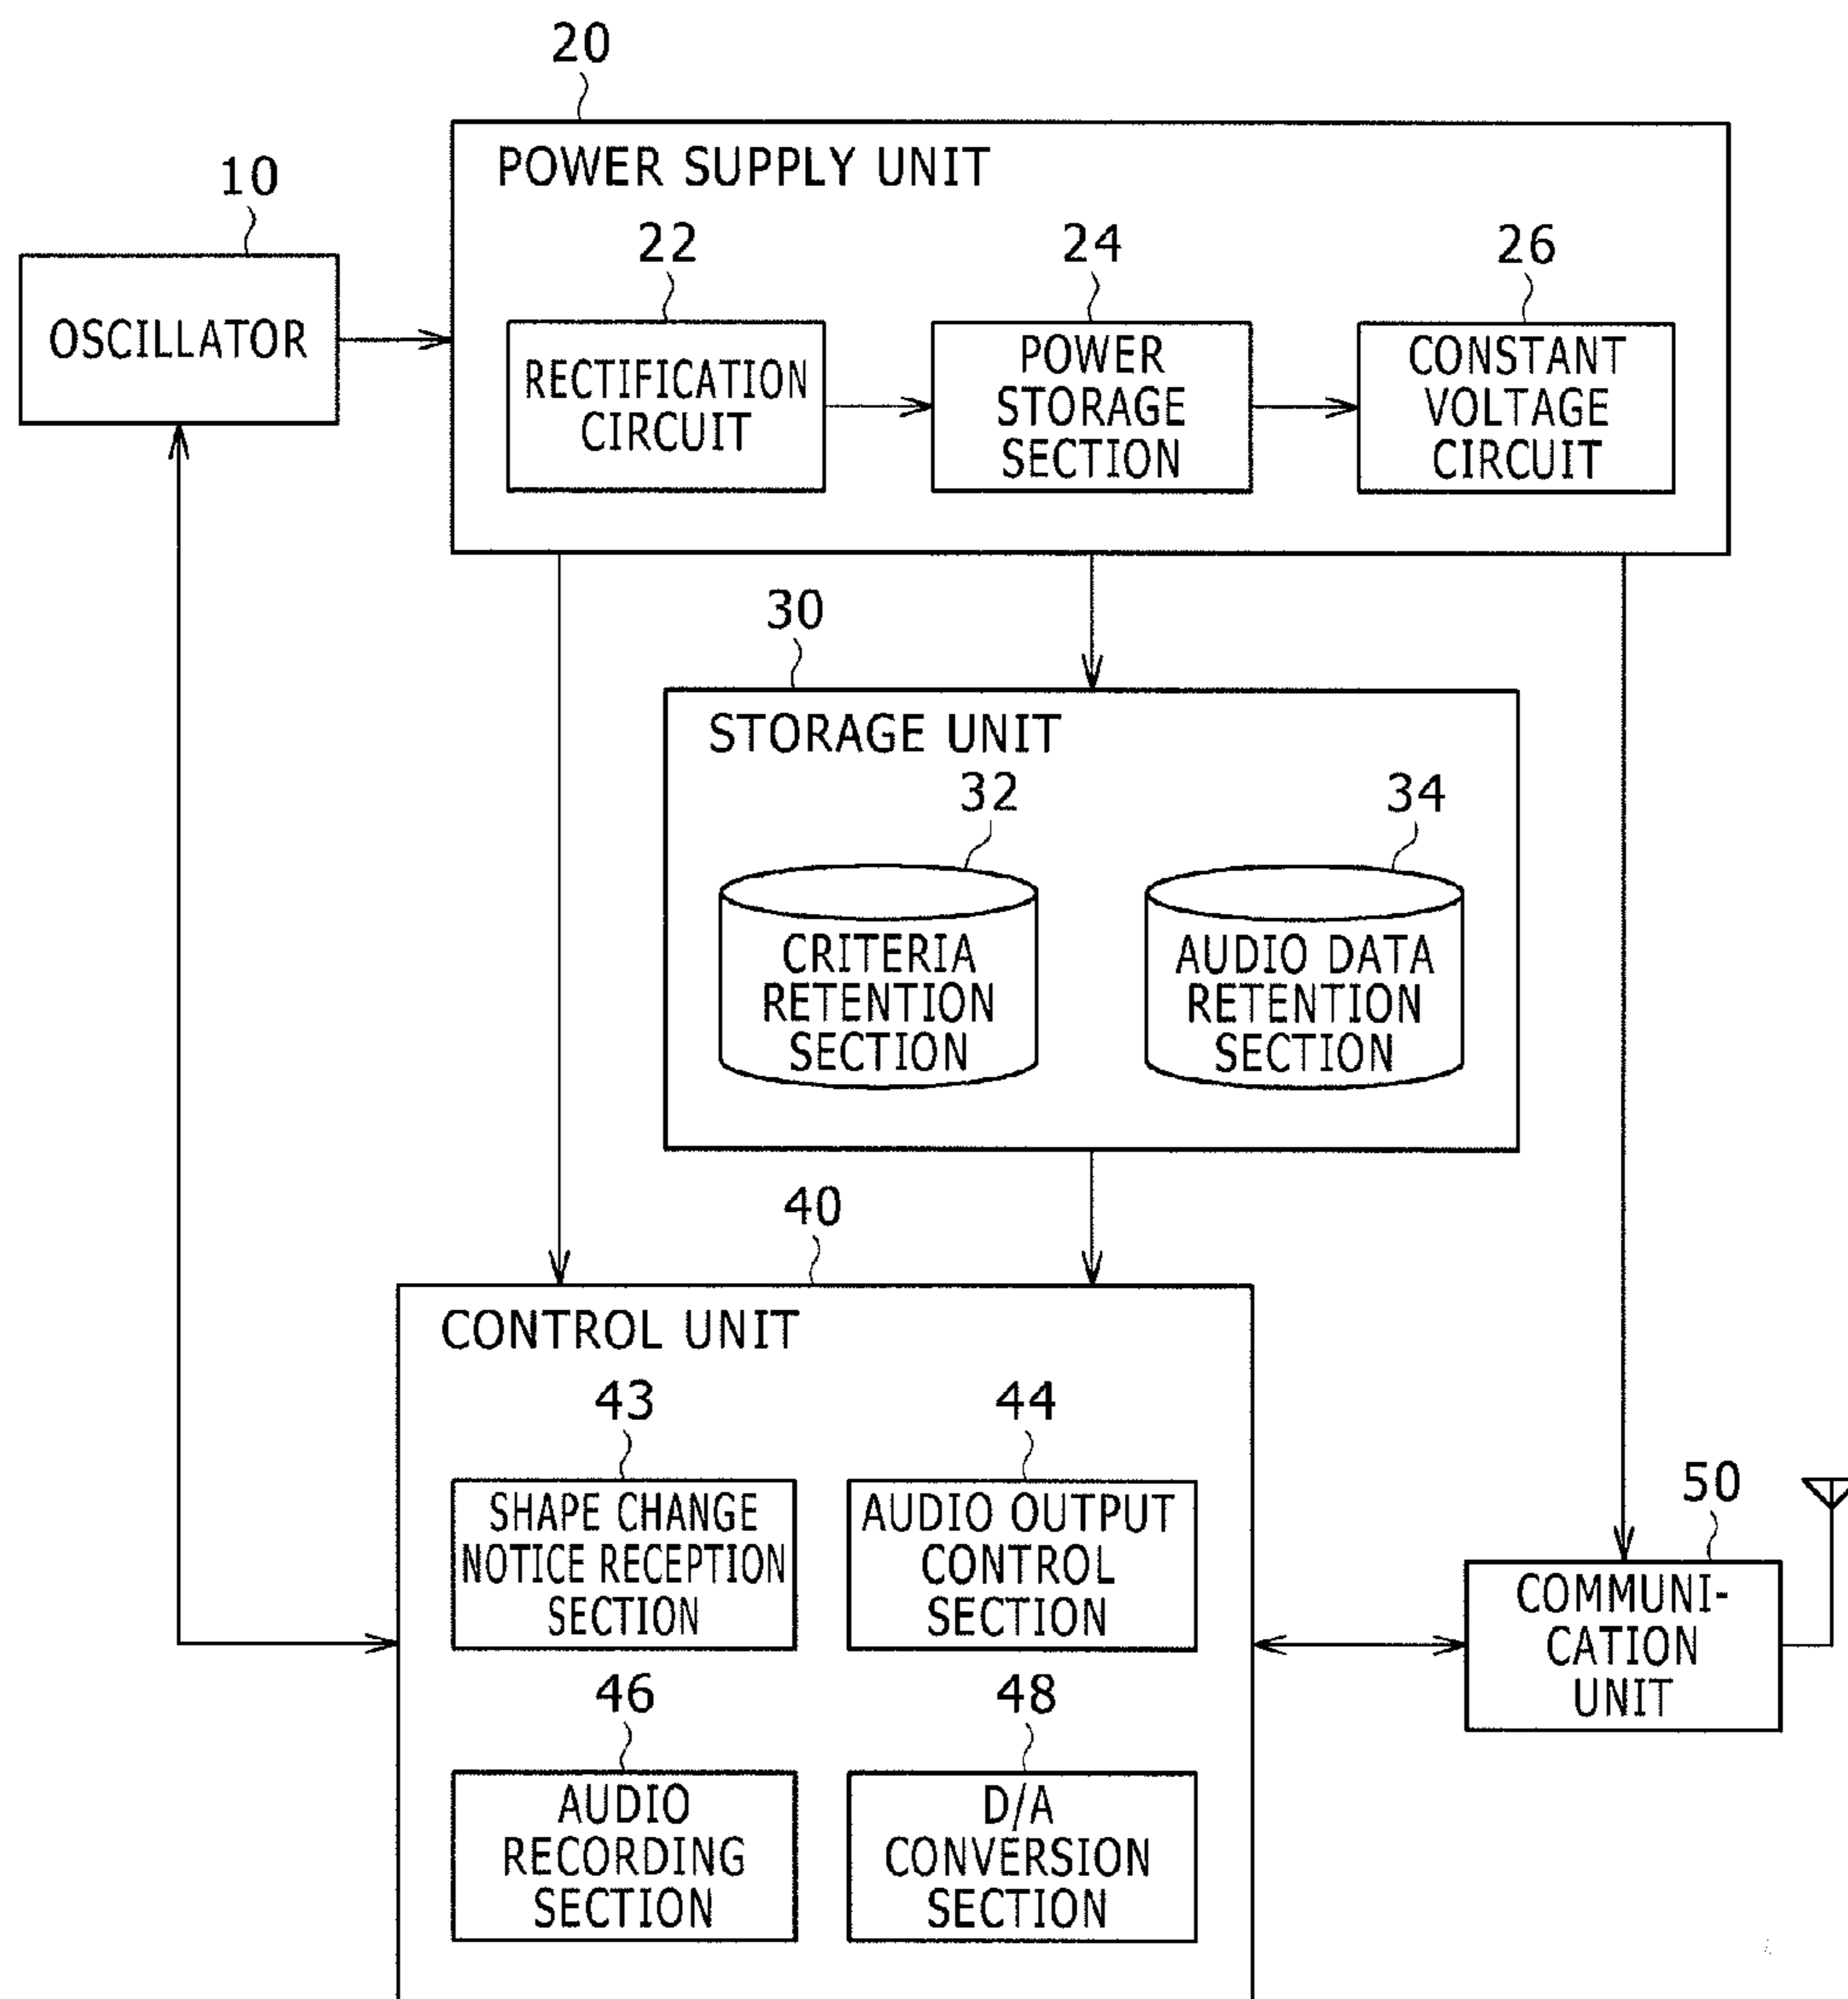 20
POWER SUPPLY UNIT
10
OSCILLATOR
22
RECTIFICATION
CIRCUIT
24
POWER
STORAGE
SECTION
26
CONSTANT
VOLTAGE
CIRCUIT
30
STORAGE UNIT
32
CRITERIA
RETENTION
SECTION
34
AUDIO DATA
RETENTION
SECTION
40
CONTROL UNIT
43
SHAPE CHANGE
NOTICE RECEPTION
SECTION
44
AUDIO OUTPUT
CONTROL
SECTION
46
AUDIO
RECORDING
SECTION
48
D/A
CONVERSION
SECTION
50
COMMUNI-
CATION
UNIT